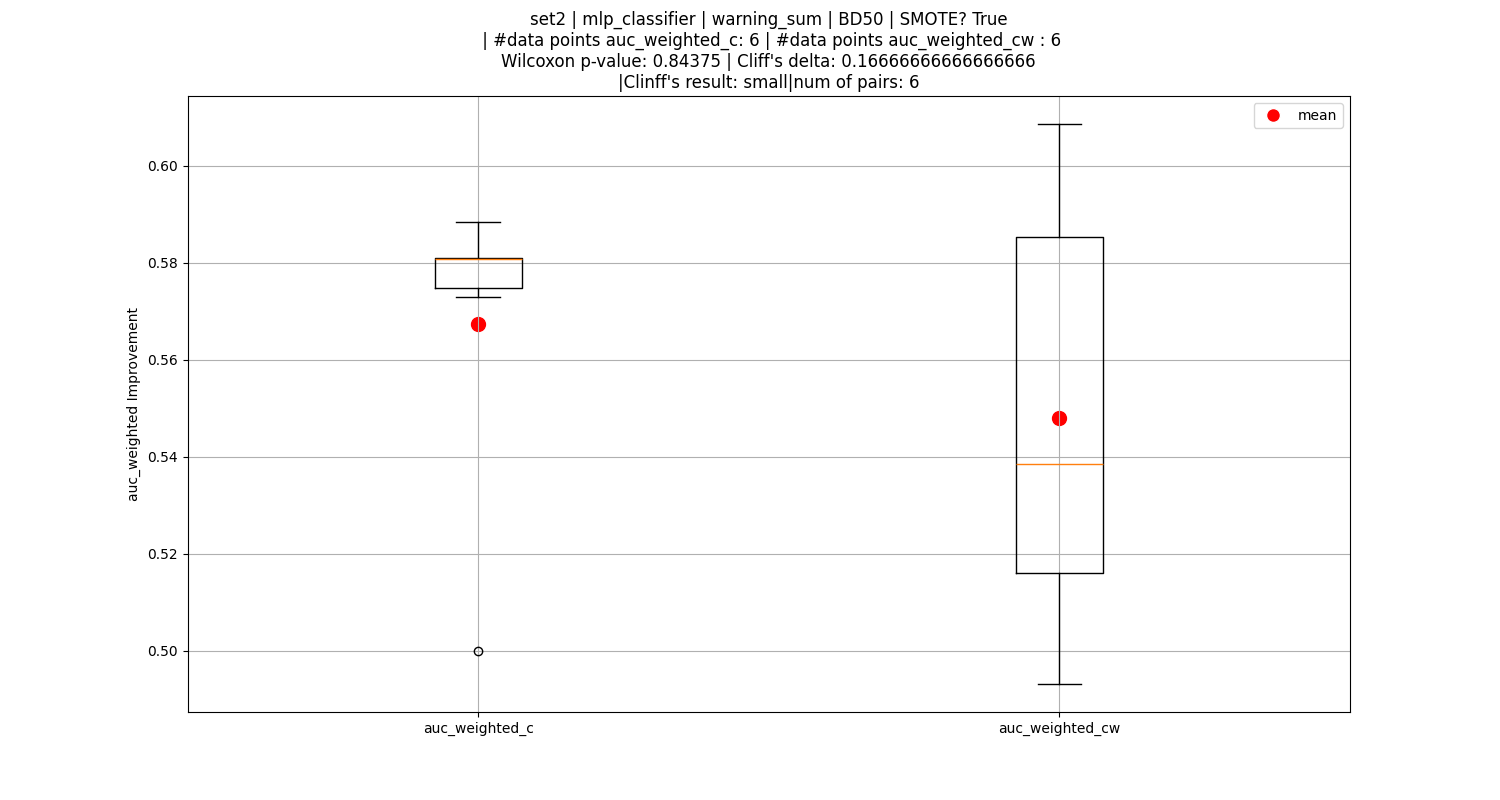 set2 | mlp_classifier | warning_sum | BD50 | SMOTE? True
| #data points auc_weighted_c: 6 | #data points auc_weighted_cw : 6
Wilcoxon p-value: 0.84375 | Cliff's delta: 0.16666666666666666
|Clinff's result: small|num of pairs: 6
mean
0.60
0.58
0.56
0.54
0.52
0.50
auc_weighted Improvement
auc_weighted_c
auc_weighted_cw